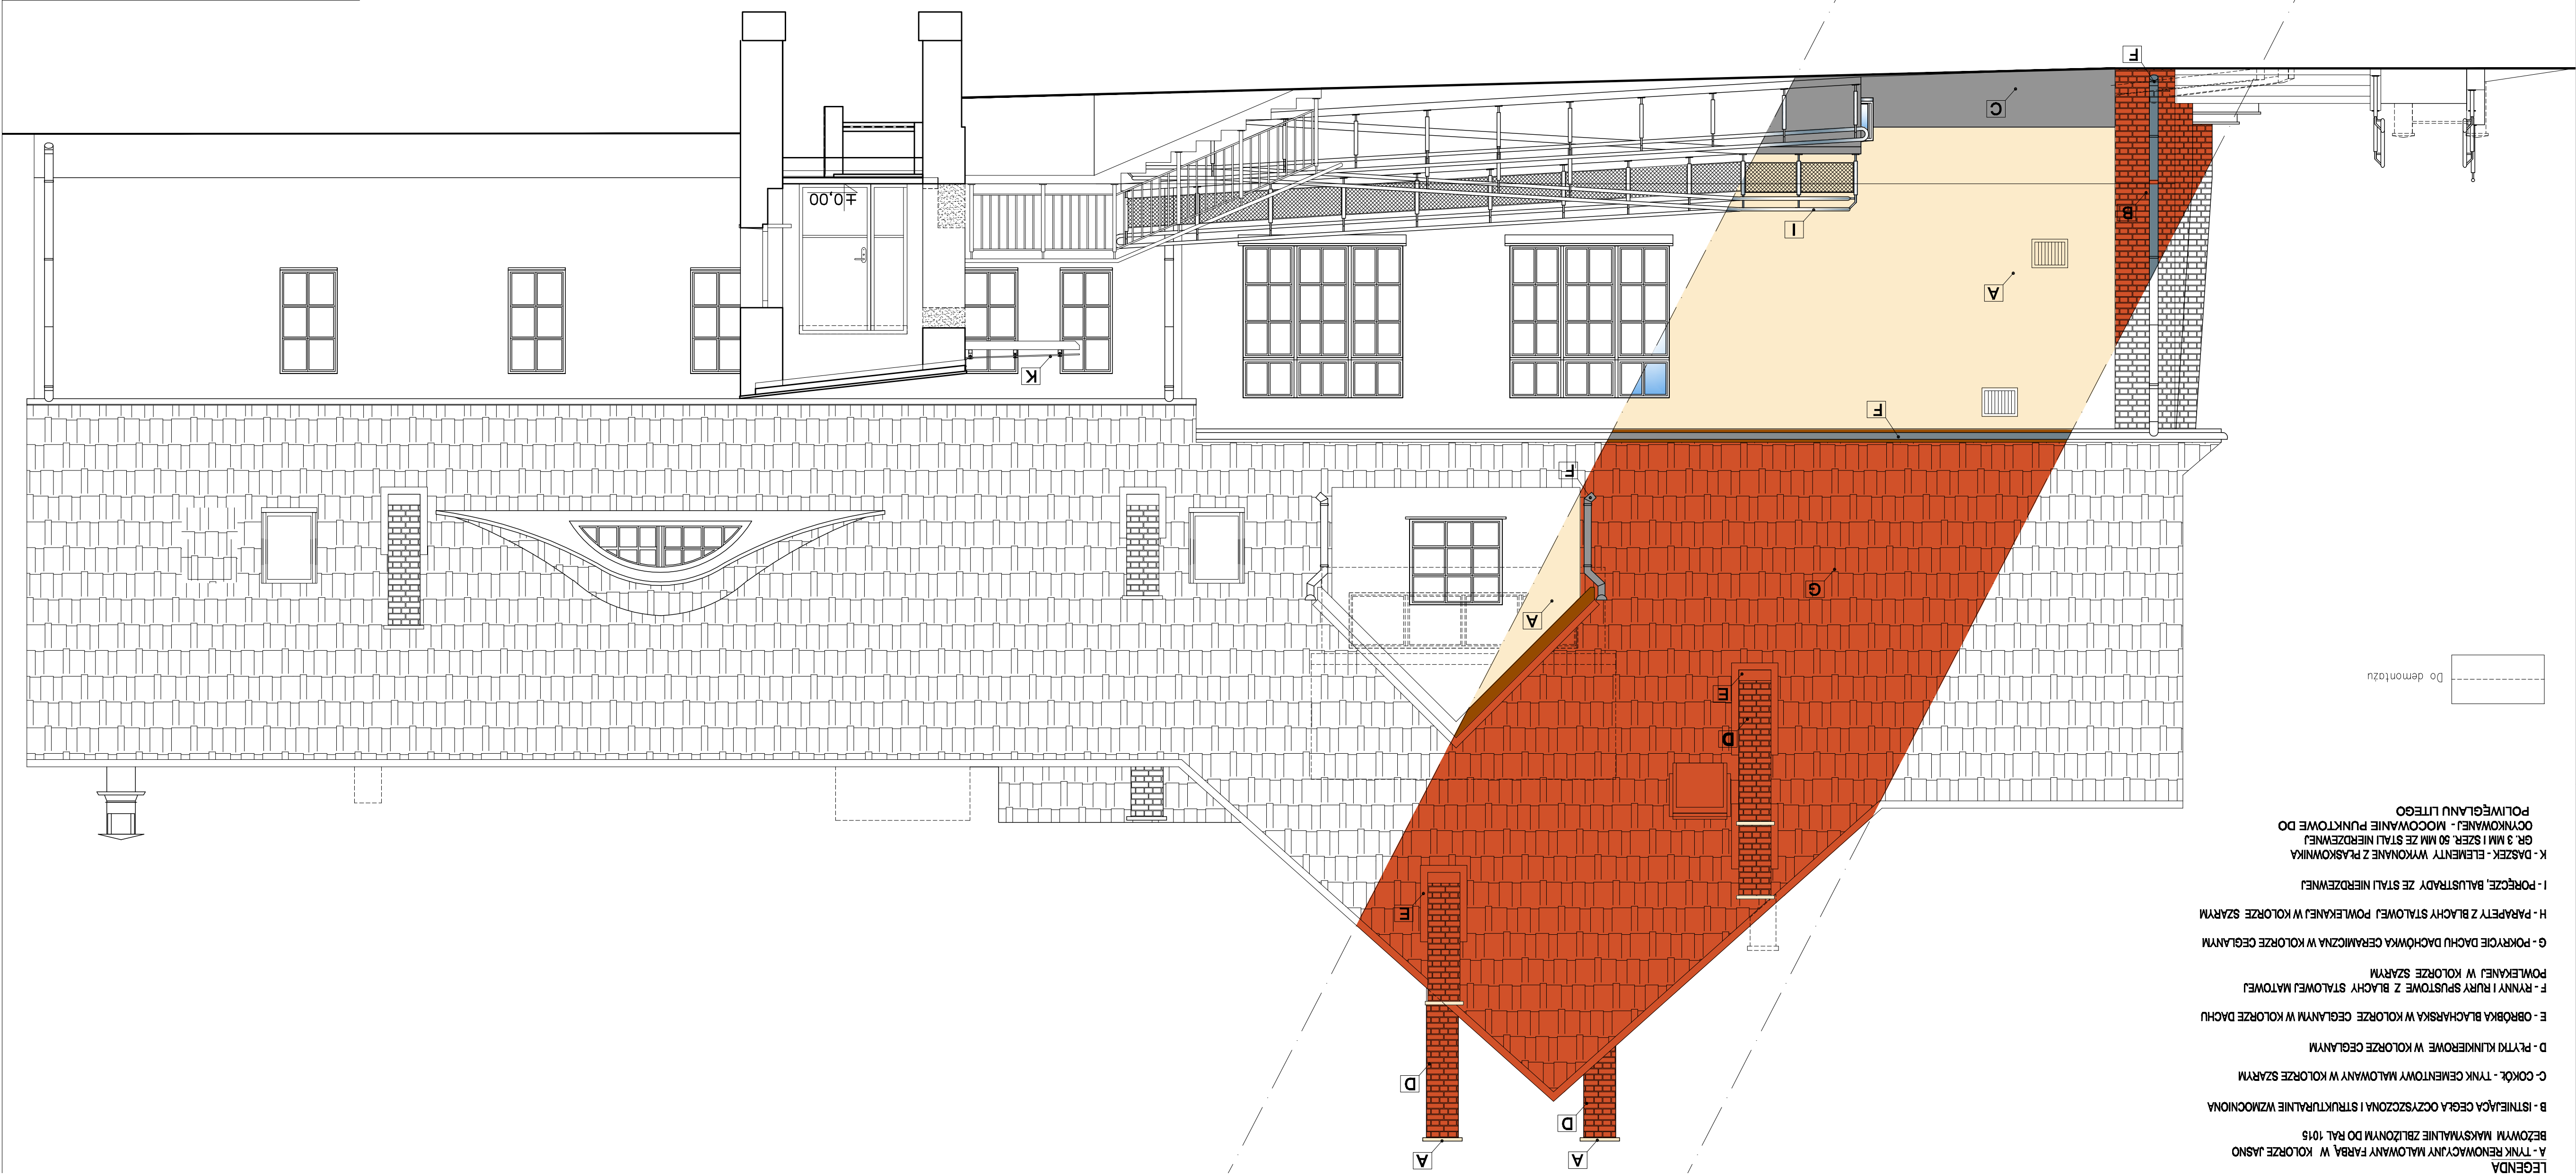 LEGENDA
A - TYNK RENOWACYJNY MALOWANY FARBĄ W KOLORZE JASNO
BEŻOWYM MAKSYMALNIE ZBLIŻONYM DO RAL 1015
B - ISTNIEJĄCA CEGŁA OCZYSZCZONA I STRUKTURALNIE WZMOCNIONA
C- COKÓŁ - TYNK CEMENTOWY MALOWANY W KOLORZE SZARYM
D - PŁYTKI KLINKIEROWE W KOLORZE CEGLANYM
E - OBRÓBKA BLACHARSKA W KOLORZE CEGLANYM W KOLORZE DACHU
F - RYNNY I RURY SPUSTOWE Z BLACHY STALOWEJ MATOWEJ
POWLEKANEJ W KOLORZE SZARYM
G - POKRYCIE DACHU DACHÓWKA CERAMICZNA W KOLORZE CEGLANYM
H - PARAPETY Z BLACHY STALOWEJ POWLEKANEJ W KOLORZE SZARYM
I - PORĘCZE, BALUSTRADY ZE STALI NIERDZEWNEJ
K - DASZEK - ELEMENTY WYKONANE Z PŁASKOWNIKA
GR. 3 MM I SZER. 50 MM ZE STALI NIERDZEWNEJ
OCYNKOWANEJ - MOCOWANIE PUNKTOWE DO
POLIWĘGLANU LITEGO
Do demontażu
A
A
D
D
E
D
E
A
G
F
F
K
A
I
B
±0,00
C
F